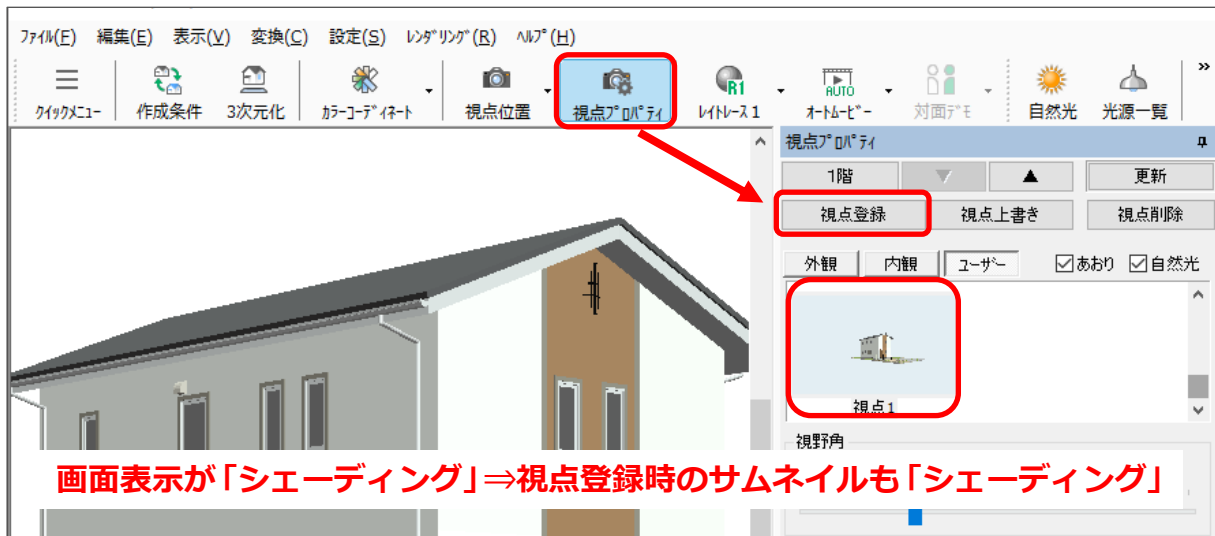 ﾌｧｲﾙ(F) 編集(E) 表示(V) 変換(C) 設定(S) ﾚﾝﾀﾞﾘﾝｸﾞ(R) ﾍﾙﾌﾟ(H)
R1 AUTO »
ｸｲｯｸﾒﾆｭｰ 作成条件 3次元化 ｶﾗｰｺｰﾃﾞｨﾈｰﾄ 視点位置 視点ﾌﾟﾛﾊﾟﾃｨ ﾚｲﾄﾚｰｽ1 ｵｰﾄﾑｰﾋﾞｰ 対面ﾃﾞﾓ 自然光 光源一覧
視点ﾌﾟﾛﾊﾟﾃｨ
1階 ▼ ▲ 更新
視点登録 視点上書き 視点削除
外観 内観 ﾕｰｻﾞｰ あおり 自然光
視点1
視野角
画面表示が「シェーディング」⇒視点登録時のサムネイルも「シェーディング」